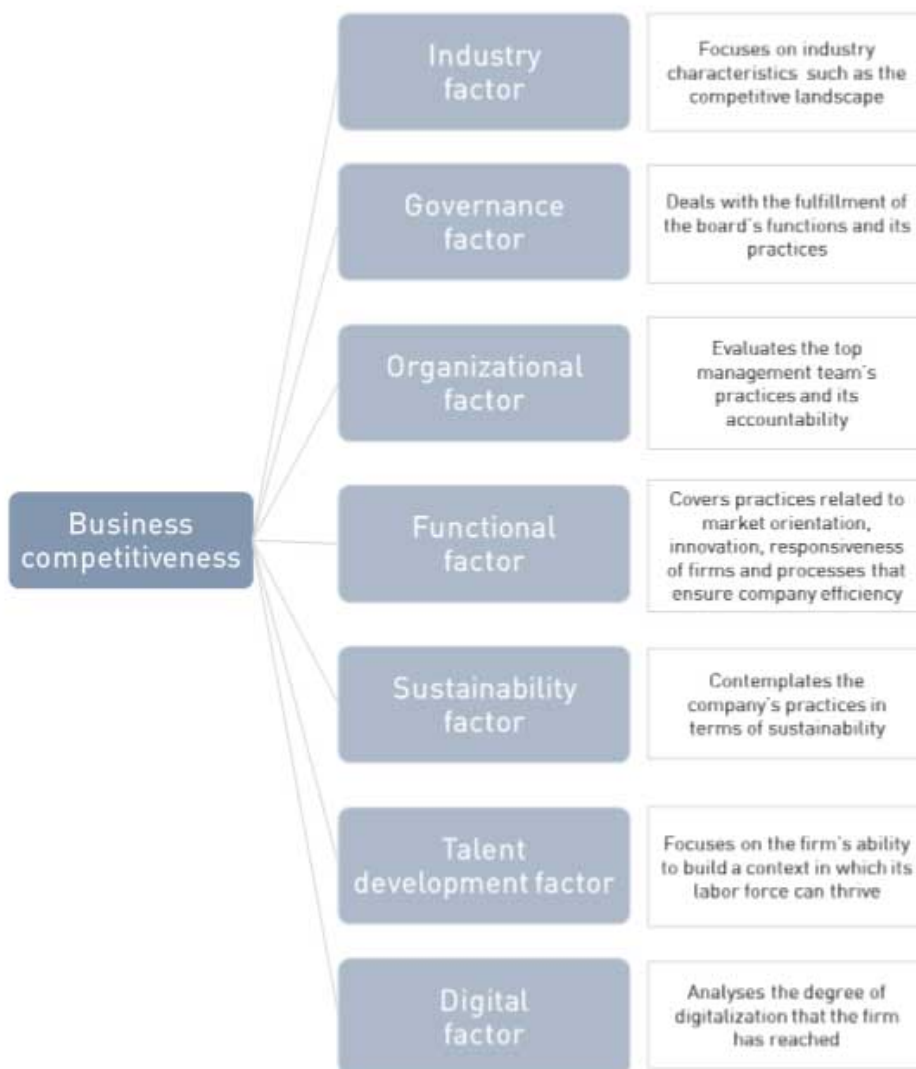 Industry
factor
Focuses on industry
characteristics such as the
competitive landscape
Governance
factor
Deals with the fulfillment of
the board's functions and its
practices
Organizational
factor
Evaluates the top
management team's
practices and its
accountability
Business
competitiveness
Functional
factor
Covers practices related to
market orientation,
innovation, responsiveness
of firms and processes that
ensure company efficiency
Sustainability
factor
Contemplates the
company's practices in
terms of sustainability
Talent
development factor
Focuses on the firm's ability
to build a context in which its
labor force can thrive
Digital
factor
Analyses the degree of
digitalization that the firm
has reached